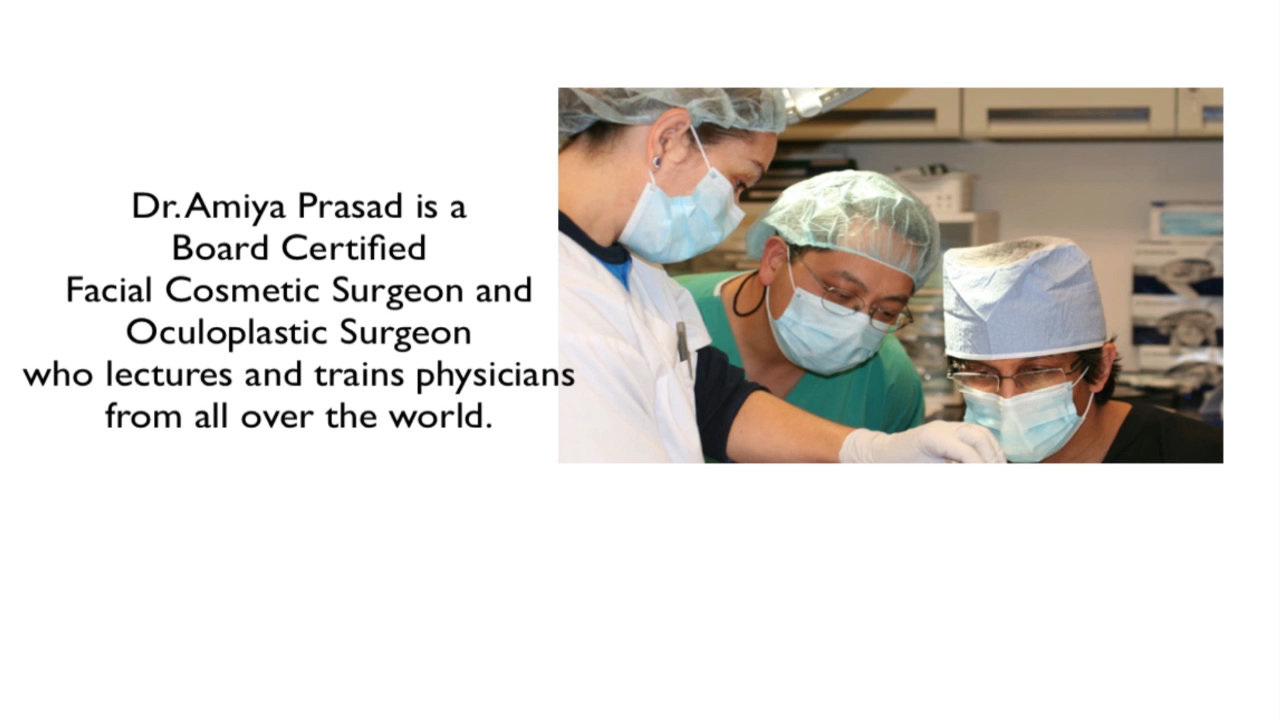 Dr. Amiya Prasad is a
Board Certified
Facial Cosmetic Surgeon and
Oculoplastic Surgeon
who lectures and trains physicians
from all over the world.